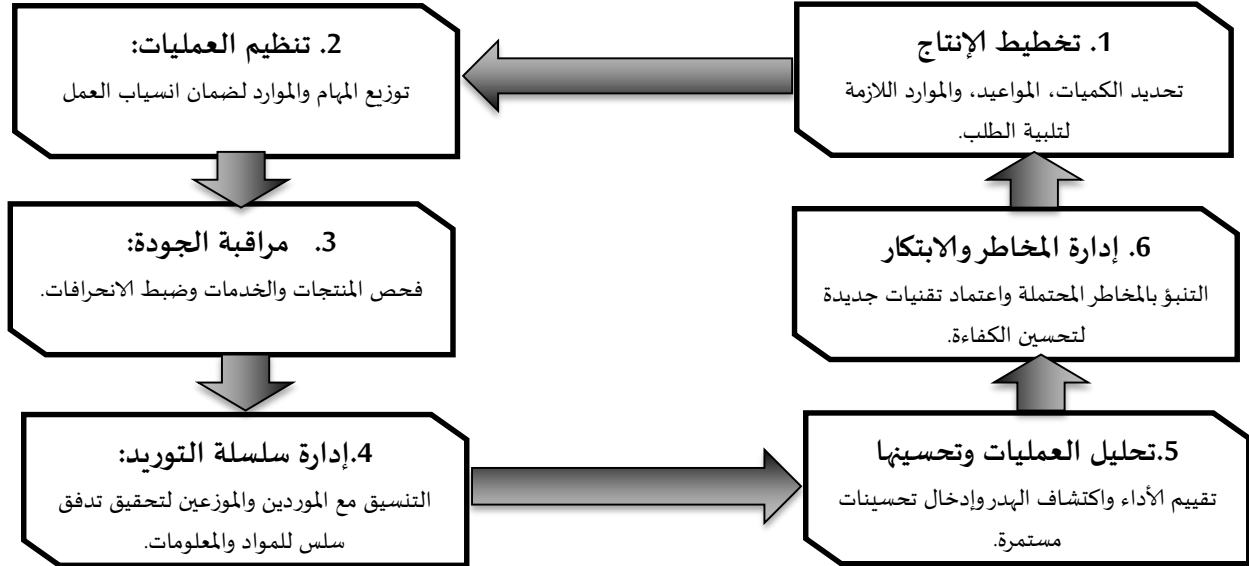 1. تخطيط الإنتاج
تحديد الكميات، المواعيد، والموارد اللازمة
لتلبية الطلب.
2. تنظيم العمليات:
توزيع المهام والموارد لضمان انسياب العمل
3. مراقبة الجودة:
فحص المنتجات والخدمات وضبط الانحرافات.
4.إدارة سلسلة التوريد:
التنسيق مع الموردين والموزعين لتحقيق تدفق
سلس للمواد والمعلومات.
5.تحليل العمليات وتحسينها
تقييم الأداء واكتشاف الهدر وإدخال تحسينات
مستمرة.
6. إدارة المخاطر والابتكار
التنبؤ بالمخاطر المحتملة واعتماد تقنيات جديدة
لتحسين الكفاءة.